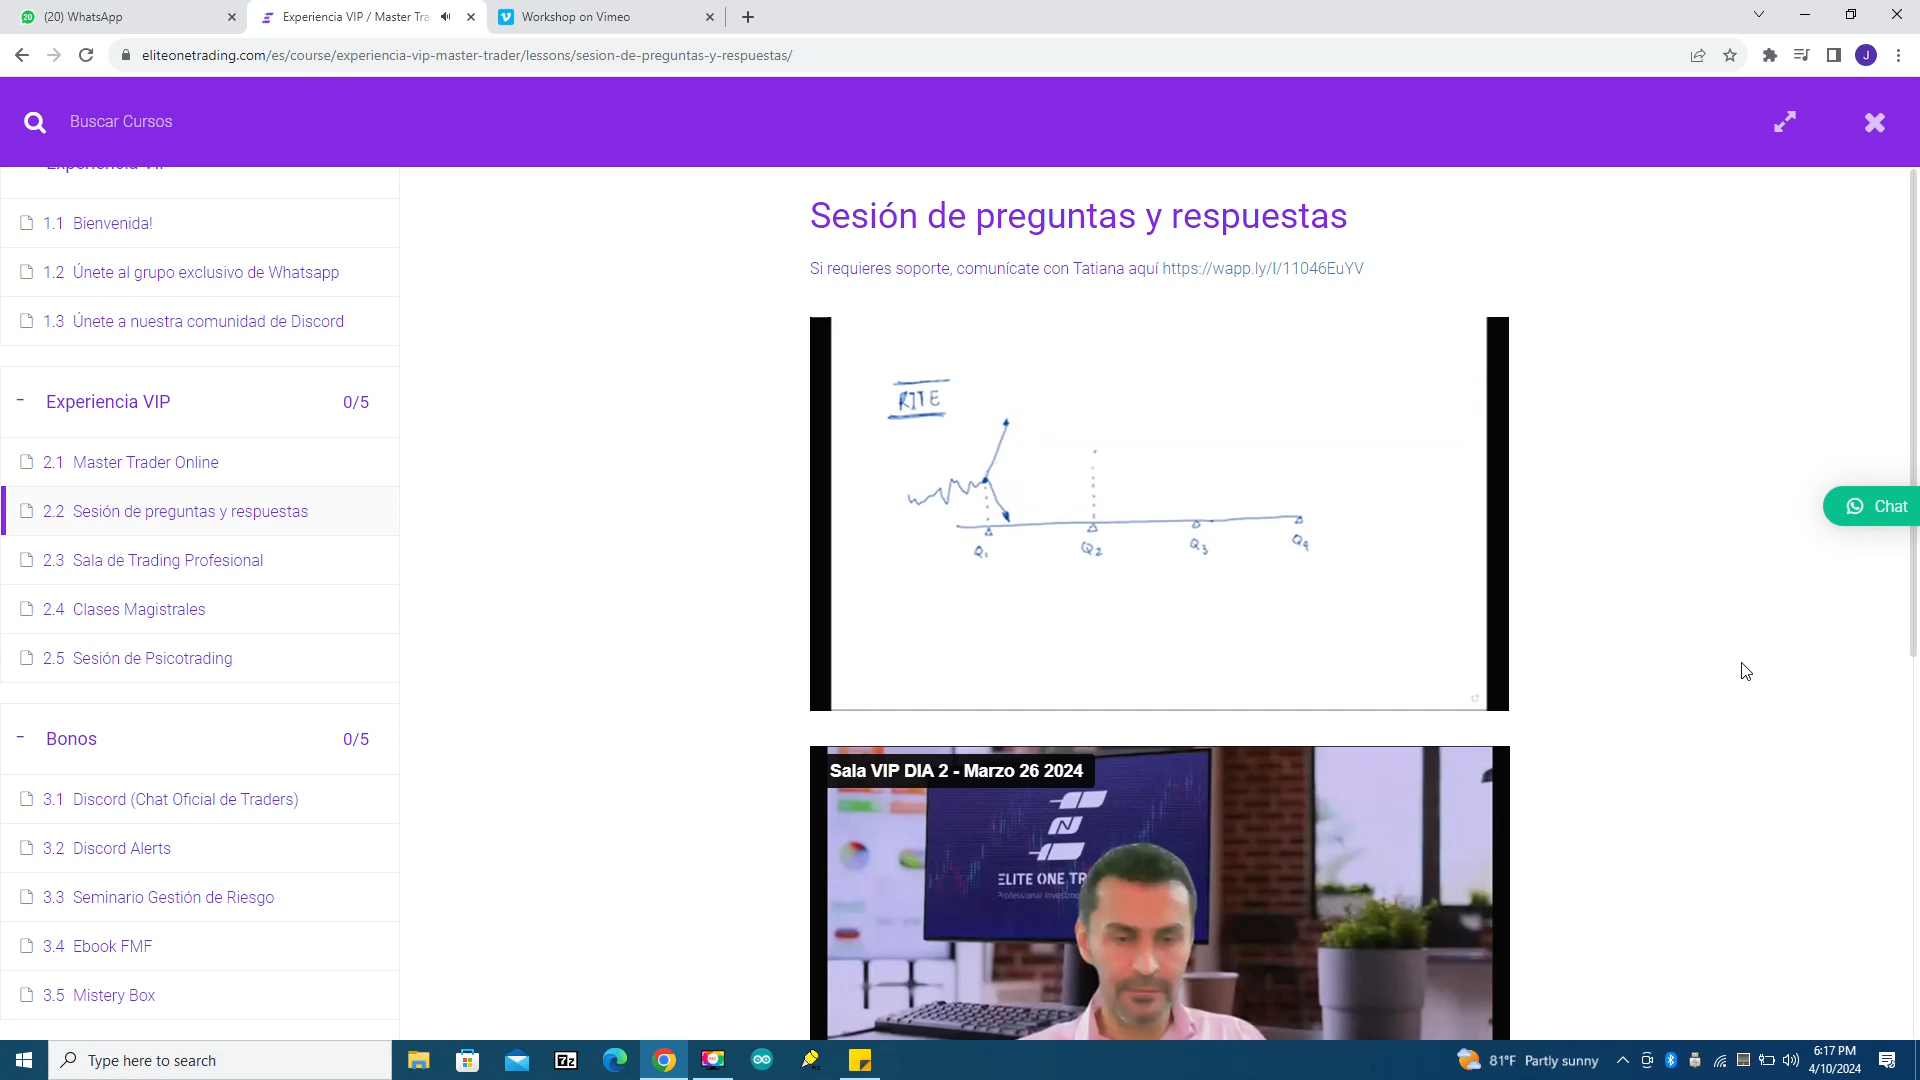 (20) WhatsApp
Experiencia VIP / Master Tra
Workshop on Vimeo
eliteonetrading.com/es/course/experiencia-vip-master-trader/lessons/sesion-de-preguntas-y-respuestas/
J
Buscar Cursos
Experiencia VIP
1.1 Bienvenida!
1.2 Únete al grupo exclusivo de Whatsapp
1.3 Únete a nuestra comunidad de Discord
- Experiencia VIP 0/5
2.1 Master Trader Online
2.2 Sesión de preguntas y respuestas
2.3 Sala de Trading Profesional
2.4 Clases Magistrales
2.5 Sesión de Psicotrading
- Bonos 0/5
3.1 Discord (Chat Oficial de Traders)
3.2 Discord Alerts
3.3 Seminario Gestión de Riesgo
3.4 Ebook FMF
3.5 Mistery Box
Sesión de preguntas y respuestas
Si requieres soporte, comunícate con Tatiana aquí https://wapp.ly/l/11046EuYV
RITE
Q1 Q2 Q3 Q4
Chat
Sala VIP DIA 2 - Marzo 26 2024
ELITE ONE TR
Professional Investme
Type here to search
7z
81°F Partly sunny
6:17 PM
4/10/2024